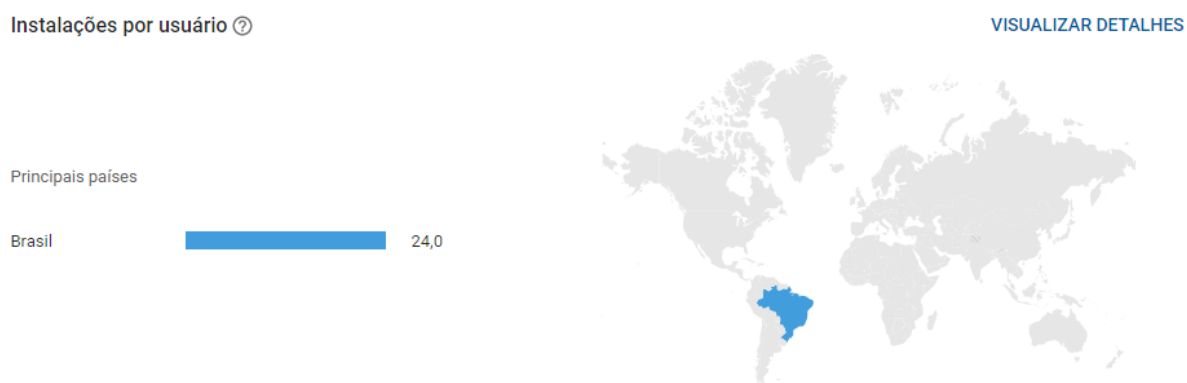 Instalações por usuário
VISUALIZAR DETALHES
Principais países
Brasil 24,0